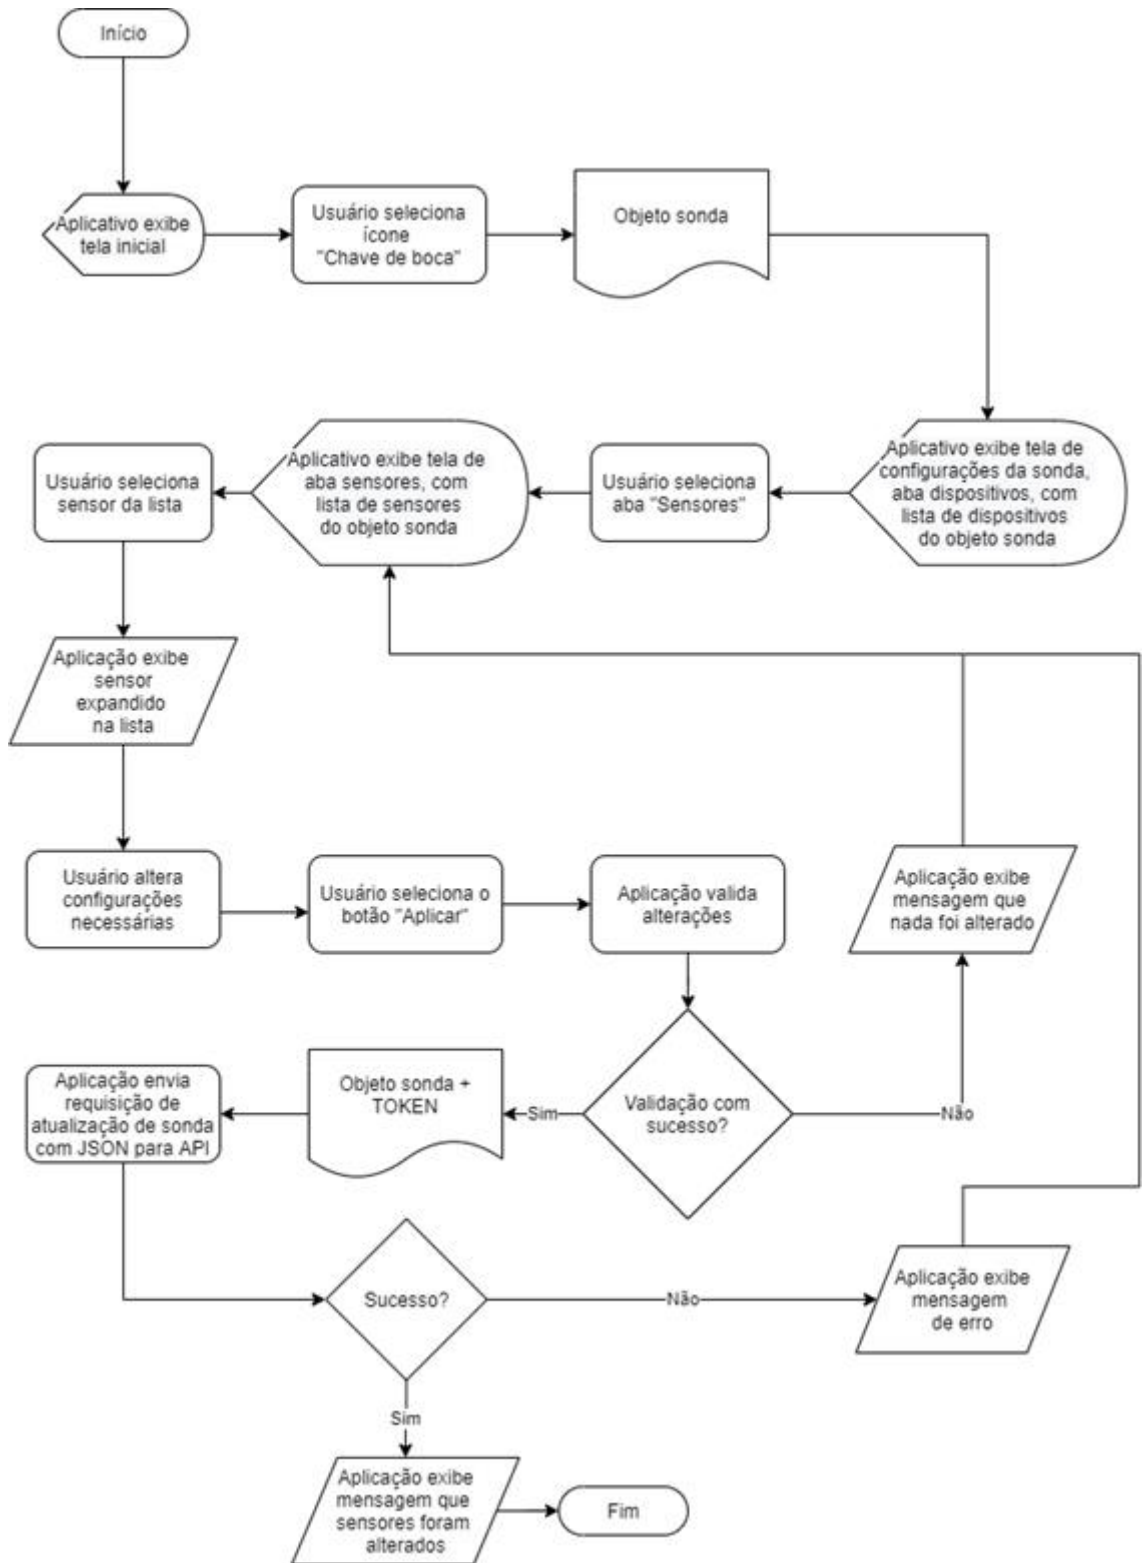 Início
Aplicativo exibe
tela inicial
Usuário seleciona
ícone
"Chave de boca"
Objeto sonda
Aplicativo exibe tela de
configurações da sonda,
aba dispositivos, com
lista de dispositivos
do objeto sonda
Usuário seleciona
aba "Sensores"
Aplicativo exibe tela de
aba sensores, com
lista de sensores
do objeto sonda
Usuário seleciona
sensor da lista
Aplicação exibe
sensor
expandido
na lista
Usuário altera
configurações
necessárias
Usuário seleciona o
botão "Aplicar"
Aplicação valida
alterações
Aplicação exibe
mensagem que
nada foi alterado
Validação com
sucesso?
Não
Sim
Objeto sonda +
TOKEN
Aplicação envia
requisição de
atualização de sonda
com JSON para API
Sucesso?
Não
Aplicação exibe
mensagem
de erro
Sim
Aplicação exibe
mensagem que
sensores foram
alterados
Fim